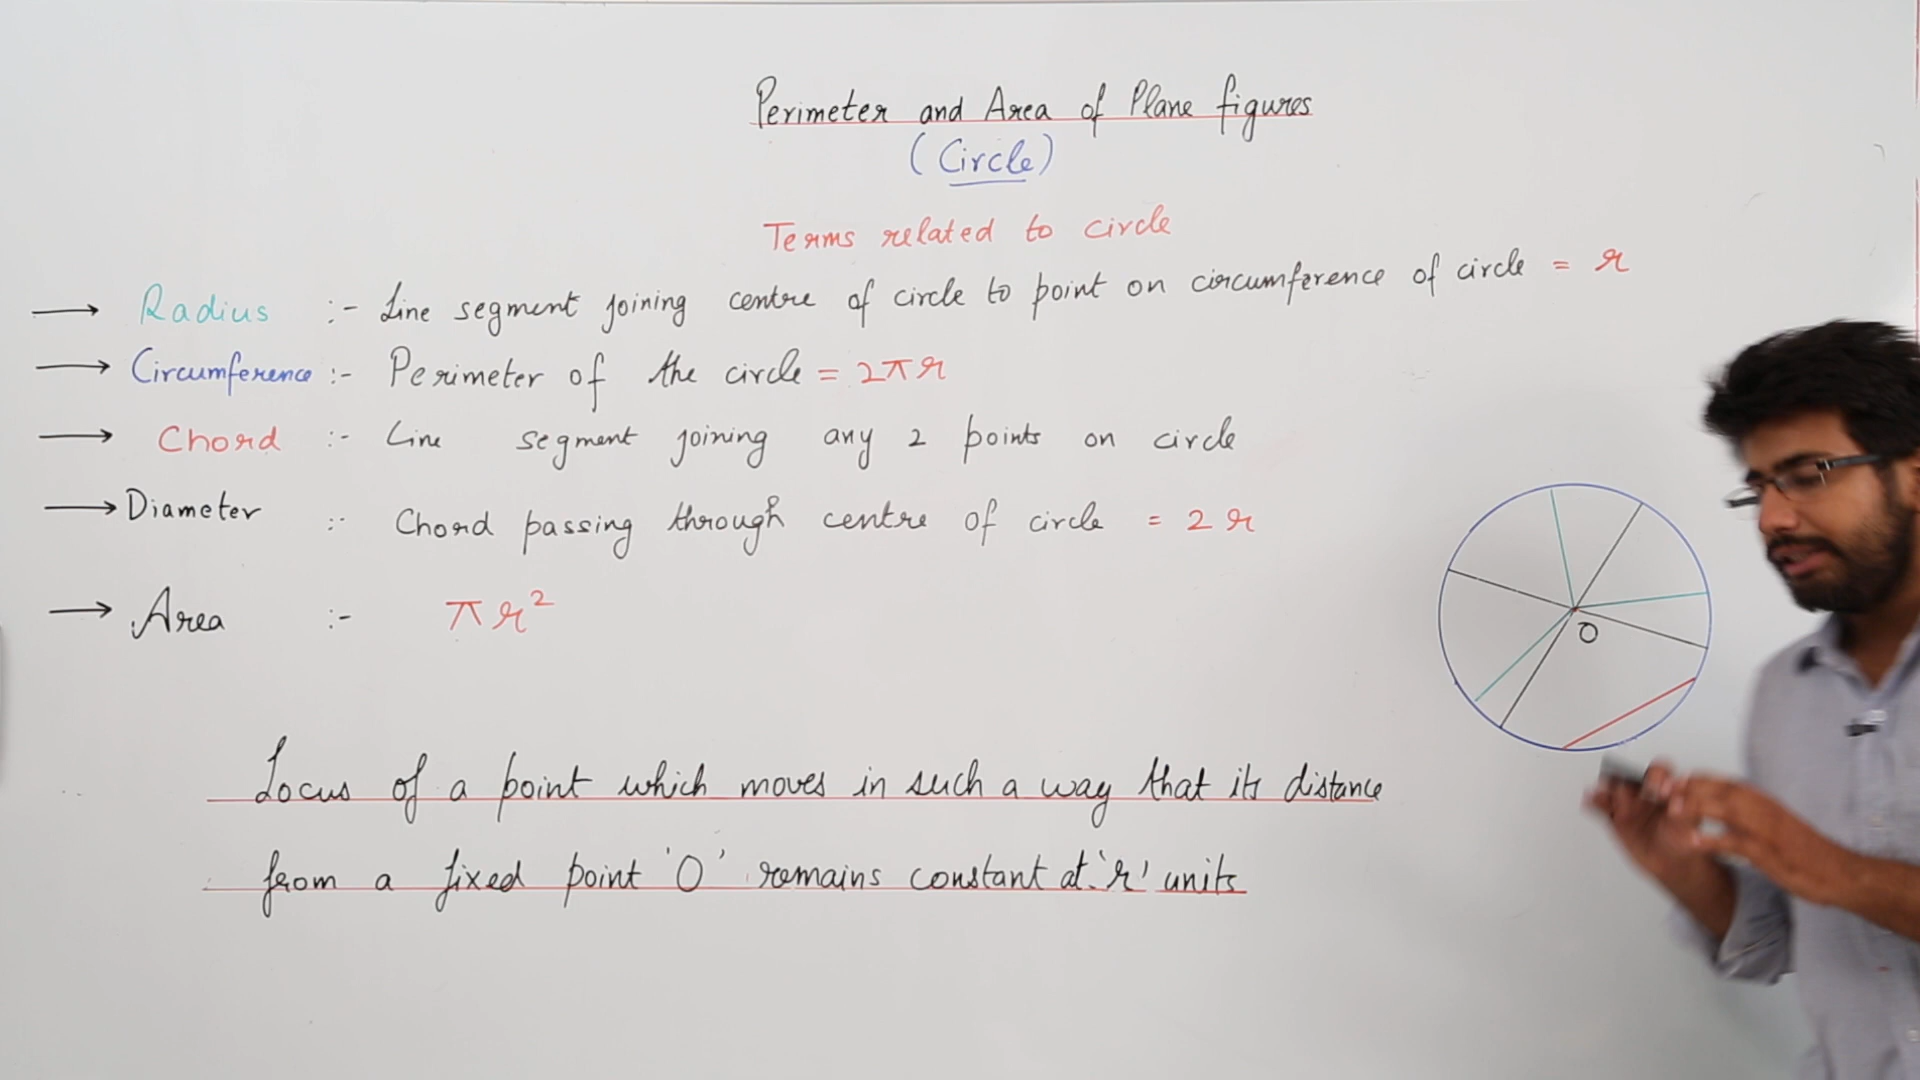 Perimeter and Area of Plane figures
(Circle)
Terms related to circle
→ Radius :- Line segment joining centre of circle to point on circumference of circle = r
→ Circumference :- Perimeter of the circle = 2πr
→ Chord :- Line segment joining any 2 points on circle
→ Diameter :- Chord passing through centre of circle = 2r
→ Area :- πr²
O
Locus of a point which moves in such a way that its distance
from a fixed point 'O' remains constant at 'r' units